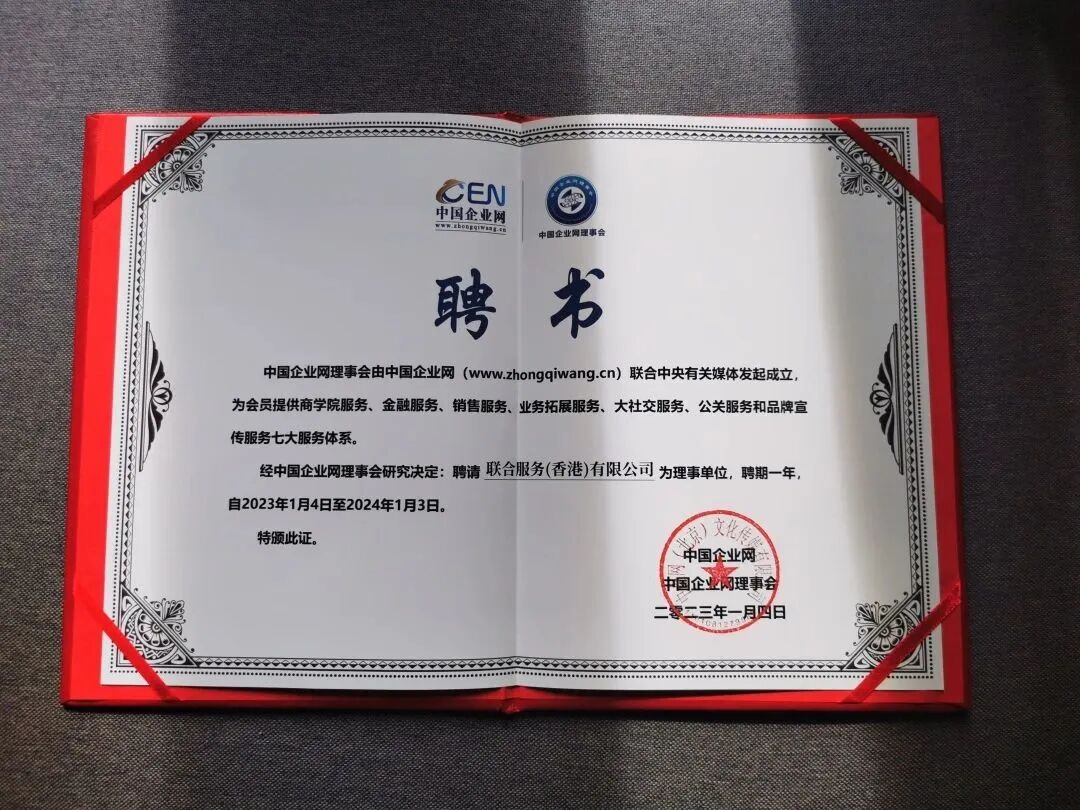 CEN
中国企业网
www.zhongqiwang.cn
中国企业网理事会
聘 书
中国企业网理事会由中国企业网（www.zhongqiwang.cn）联合中央有关媒体发起成立，
为会员提供商学院服务、金融服务、销售服务、业务拓展服务、大社交服务、公关服务和品牌宣
传服务七大服务体系。
经中国企业网理事会研究决定：聘请 联合服务(香港)有限公司 为理事单位，聘期一年，
自2023年1月4日至2024年1月3日。
特颁此证。
中国企业网
中国企业网理事会
二零二三年一月四日